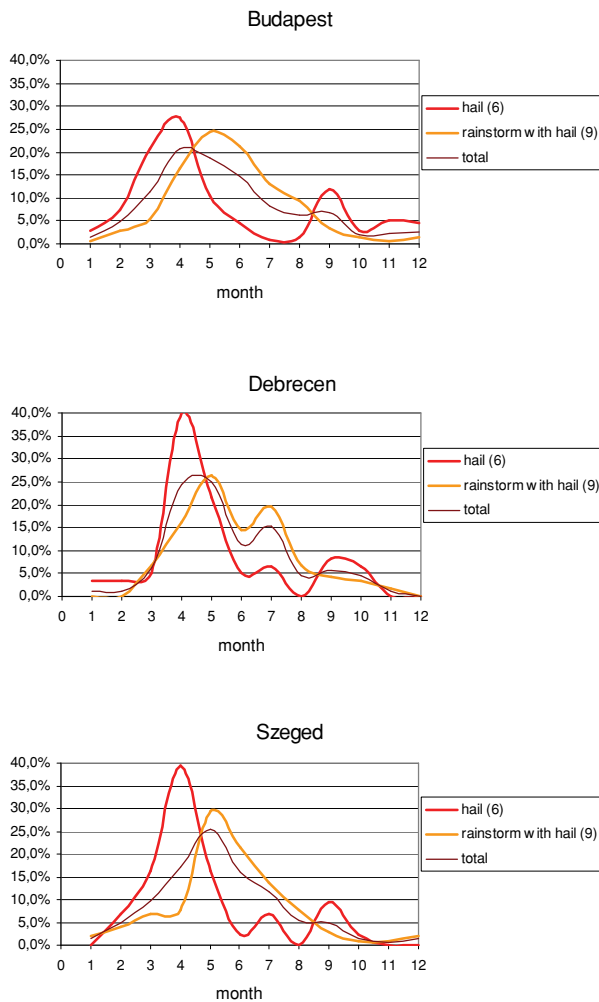 Budapest
40,0%
35,0%
30,0%
25,0%
20,0%
15,0%
10,0%
5,0%
0,0%
0 1 2 3 4 5 6 7 8 9 10 11 12
month
hail (6)
rainstorm with hail (9)
total
Debrecen
40,0%
35,0%
30,0%
25,0%
20,0%
15,0%
10,0%
5,0%
0,0%
0 1 2 3 4 5 6 7 8 9 10 11 12
month
hail (6)
rainstorm with hail (9)
total
Szeged
40,0%
35,0%
30,0%
25,0%
20,0%
15,0%
10,0%
5,0%
0,0%
0 1 2 3 4 5 6 7 8 9 10 11 12
month
hail (6)
rainstorm with hail (9)
total